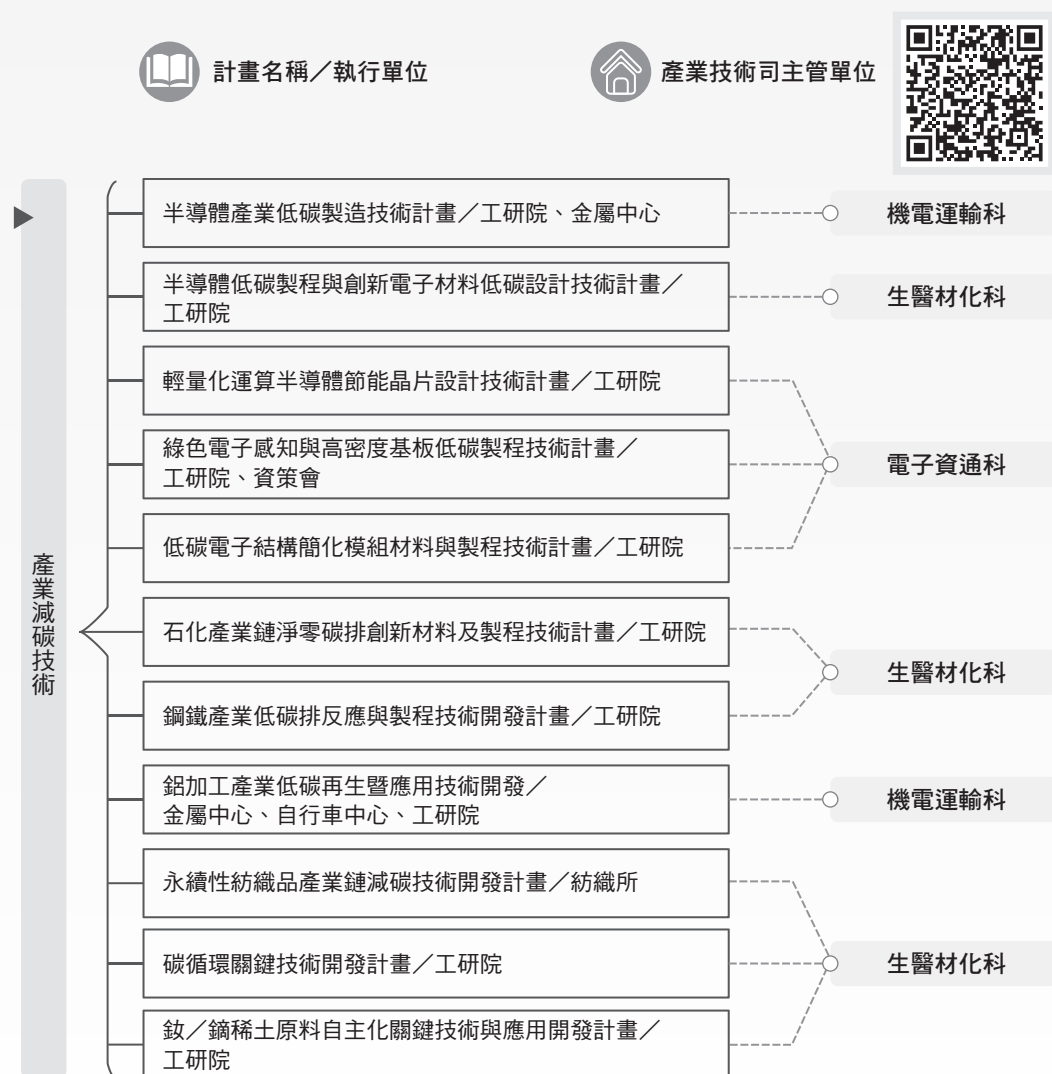 計畫名稱／執行單位
產業技術司主管單位
產業減碳技術
半導體產業低碳製造技術計畫／工研院、金屬中心
機電運輸科
半導體低碳製程與創新電子材料低碳設計技術計畫／
工研院
生醫材化科
輕量化運算半導體節能晶片設計技術計畫／工研院
綠色電子感知與高密度基板低碳製程技術計畫／
工研院、資策會
電子資通科
低碳電子結構簡化模組材料與製程技術計畫／工研院
石化產業鏈淨零碳排創新材料及製程技術計畫／工研院
生醫材化科
鋼鐵產業低碳排反應與製程技術開發計畫／工研院
鋁加工產業低碳再生暨應用技術開發／
金屬中心、自行車中心、工研院
機電運輸科
永續性紡織品產業鏈減碳技術開發計畫／紡織所
碳循環關鍵技術開發計畫／工研院
生醫材化科
釹／鏑稀土原料自主化關鍵技術與應用開發計畫／
工研院